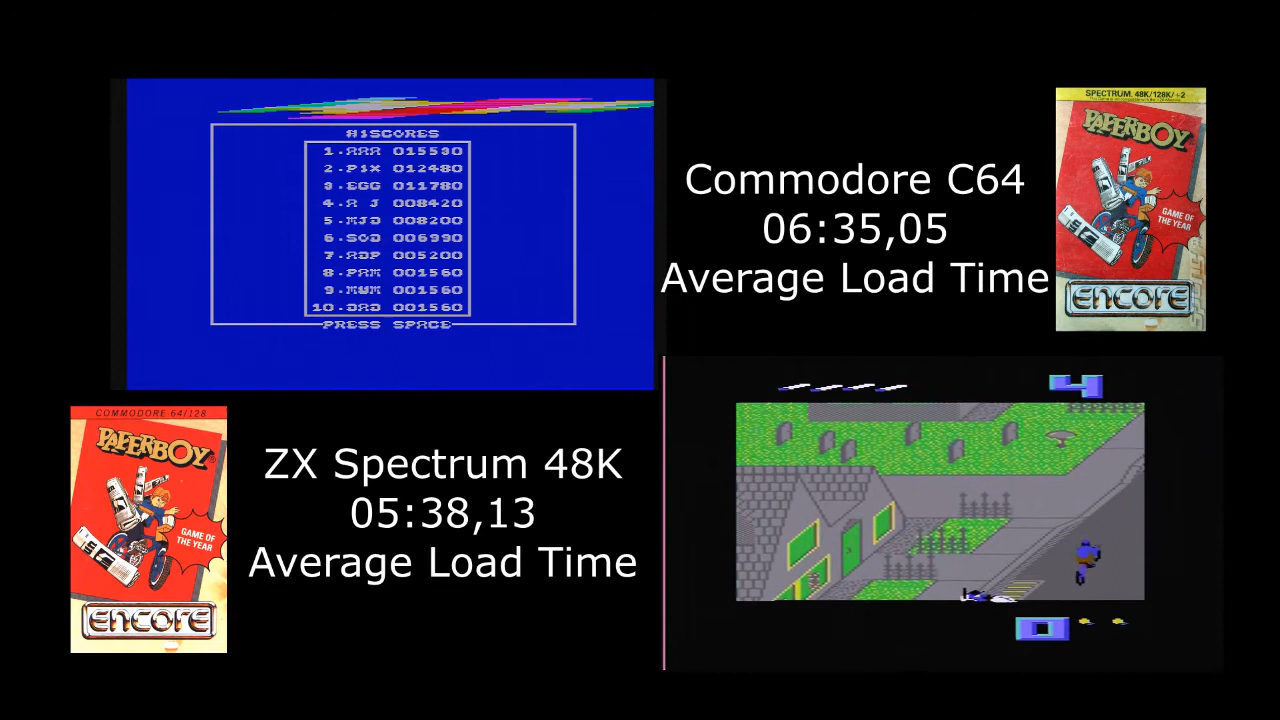 #1SCORES
1.RRR 015530
2.PIX 012480
3.EGG 011780
4.R J 008420
5.MJD 008200
6.SOD 006990
7.RDP 005200
8.PAM 001560
9.MUM 001560
10.DAD 001560
PRESS SPACE
Commodore C64
06:35,05
Average Load Time
SPECTRUM 48K/128K/+2
PAPERBOY
GAME OF
THE YEAR
ENCORE
COMMODORE 64/128
PAPERBOY
GAME OF
THE YEAR
ENCORE
ZX Spectrum 48K
05:38,13
Average Load Time